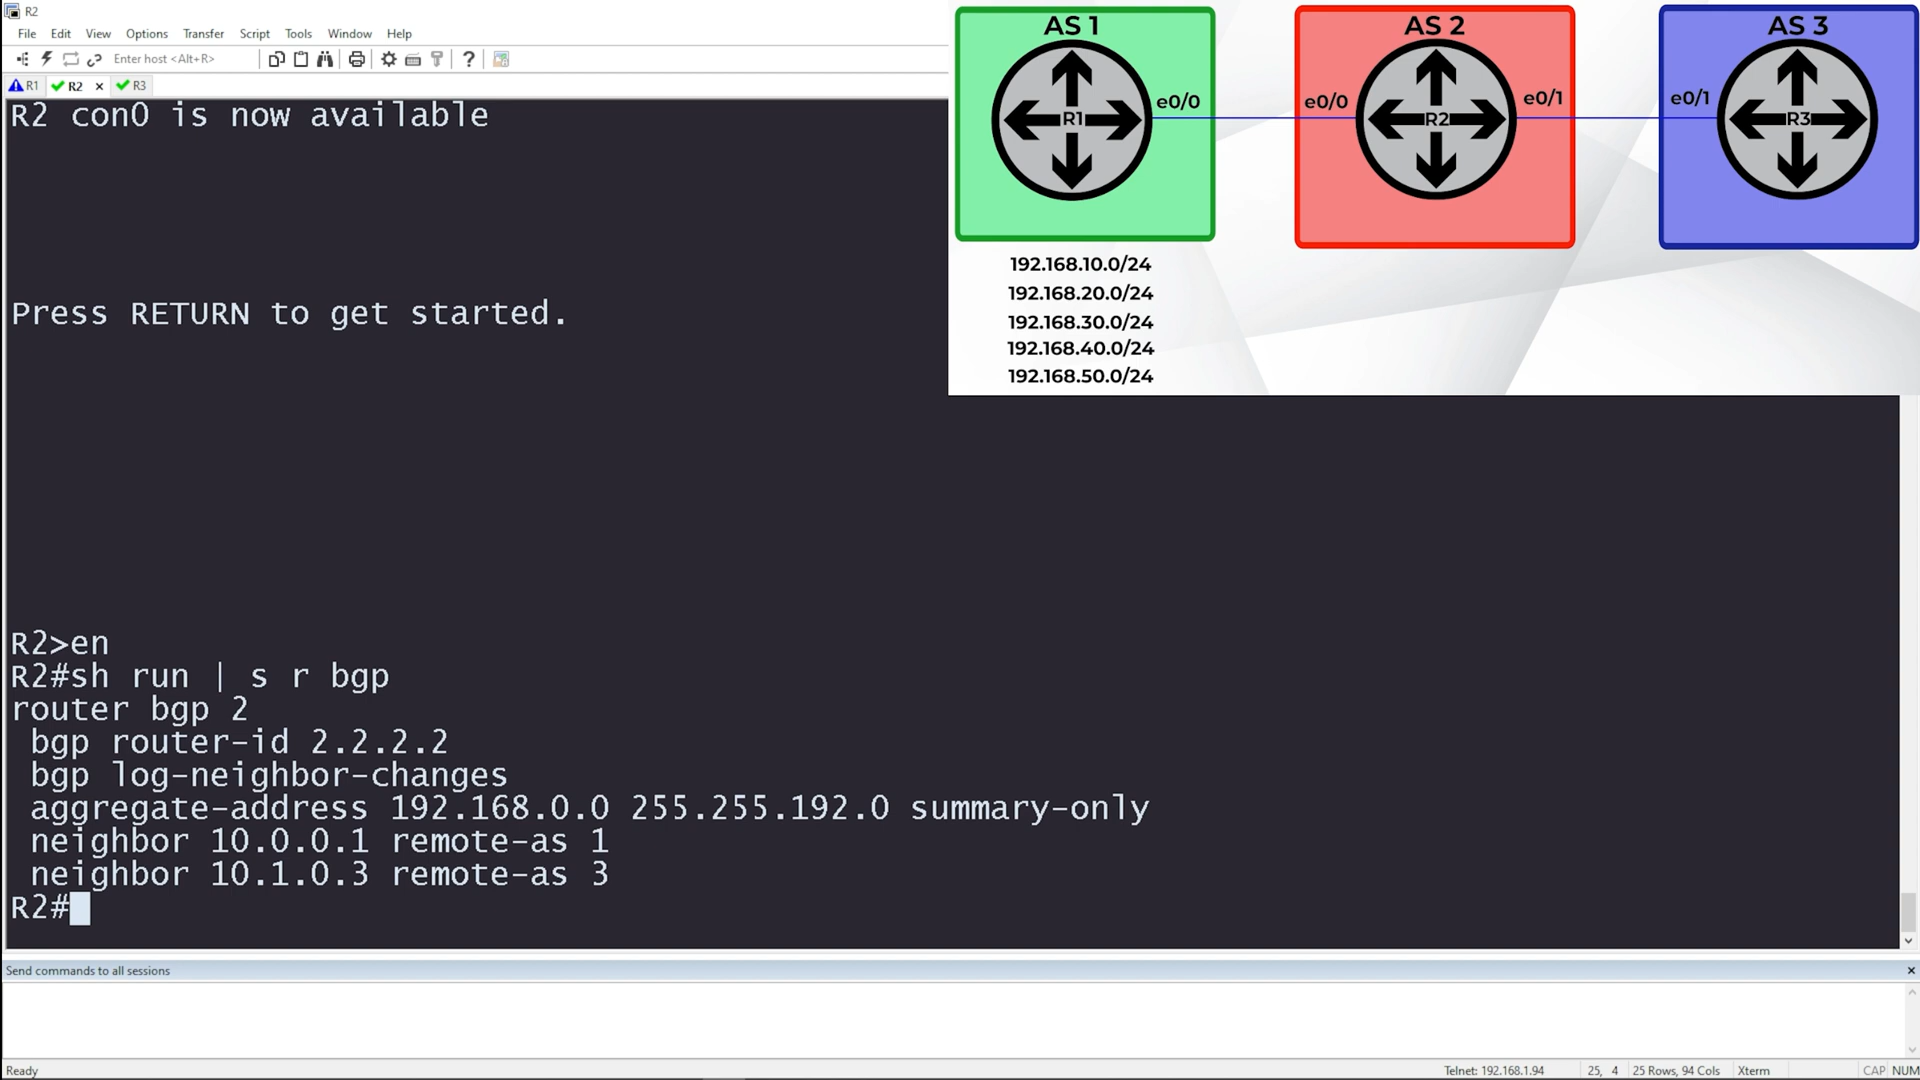 R2
File Edit View Options Transfer Script Tools Window Help
Enter host <Alt+R>
R1 R2 × R3
R2 con0 is now available
Press RETURN to get started.
R2>en
R2#sh run | s r bgp
router bgp 2
bgp router-id 2.2.2.2
bgp log-neighbor-changes
aggregate-address 192.168.0.0 255.255.192.0 summary-only
neighbor 10.0.0.1 remote-as 1
neighbor 10.1.0.3 remote-as 3
R2#
AS 1 AS 2 AS 3
e0/0 e0/0 e0/1 e0/1
R1 R2 R3
192.168.10.0/24
192.168.20.0/24
192.168.30.0/24
192.168.40.0/24
192.168.50.0/24
Send commands to all sessions
Ready Telnet: 192.168.1.94 25, 4 25 Rows, 94 Cols Xterm CAP NUM